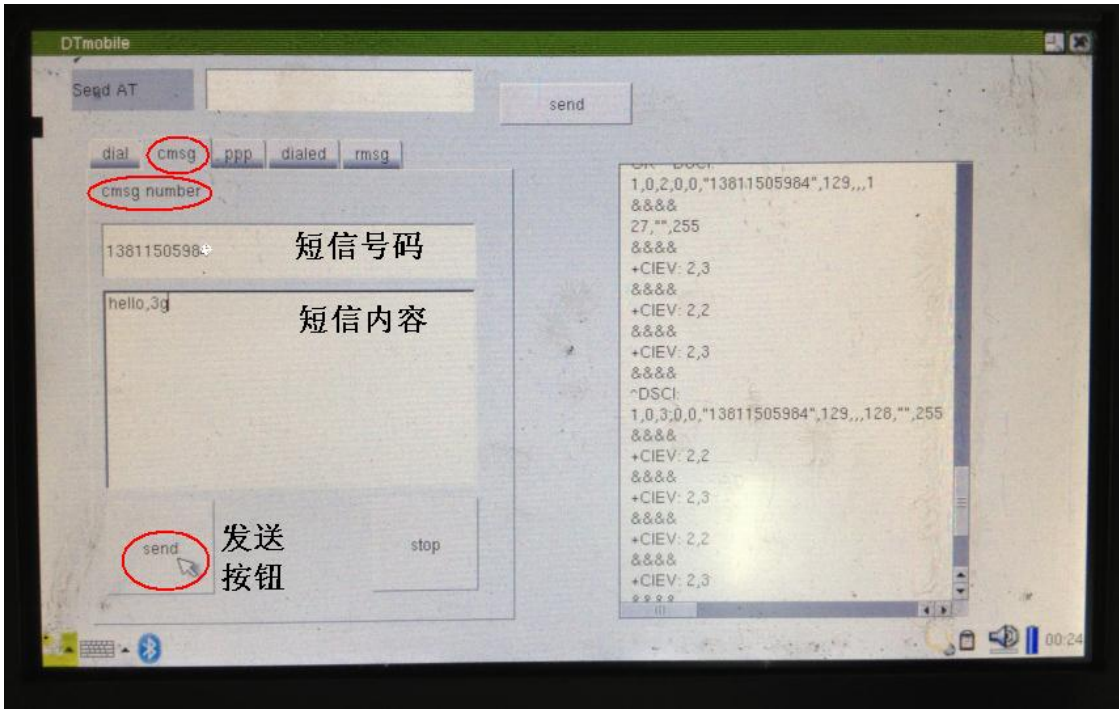 DTmobile
Send AT
send
dial
cmsg
ppp
dialed
rmsg
cmsg number
1381150598
短信号码
hello,3g
短信内容
send
发送
按钮
stop
1,0,2,0,0,"13811505984",129,,,1
&&&&
27,"",255
&&&&
+CIEV: 2,3
&&&&
+CIEV: 2,2
&&&&
+CIEV: 2,3
&&&&
^DSCI:
1,0,3,0,0,"13811505984",129,,,128,"",255
&&&&
+CIEV: 2,2
&&&&
+CIEV: 2,3
&&&&
+CIEV: 2,2
&&&&
+CIEV: 2,3
00:24